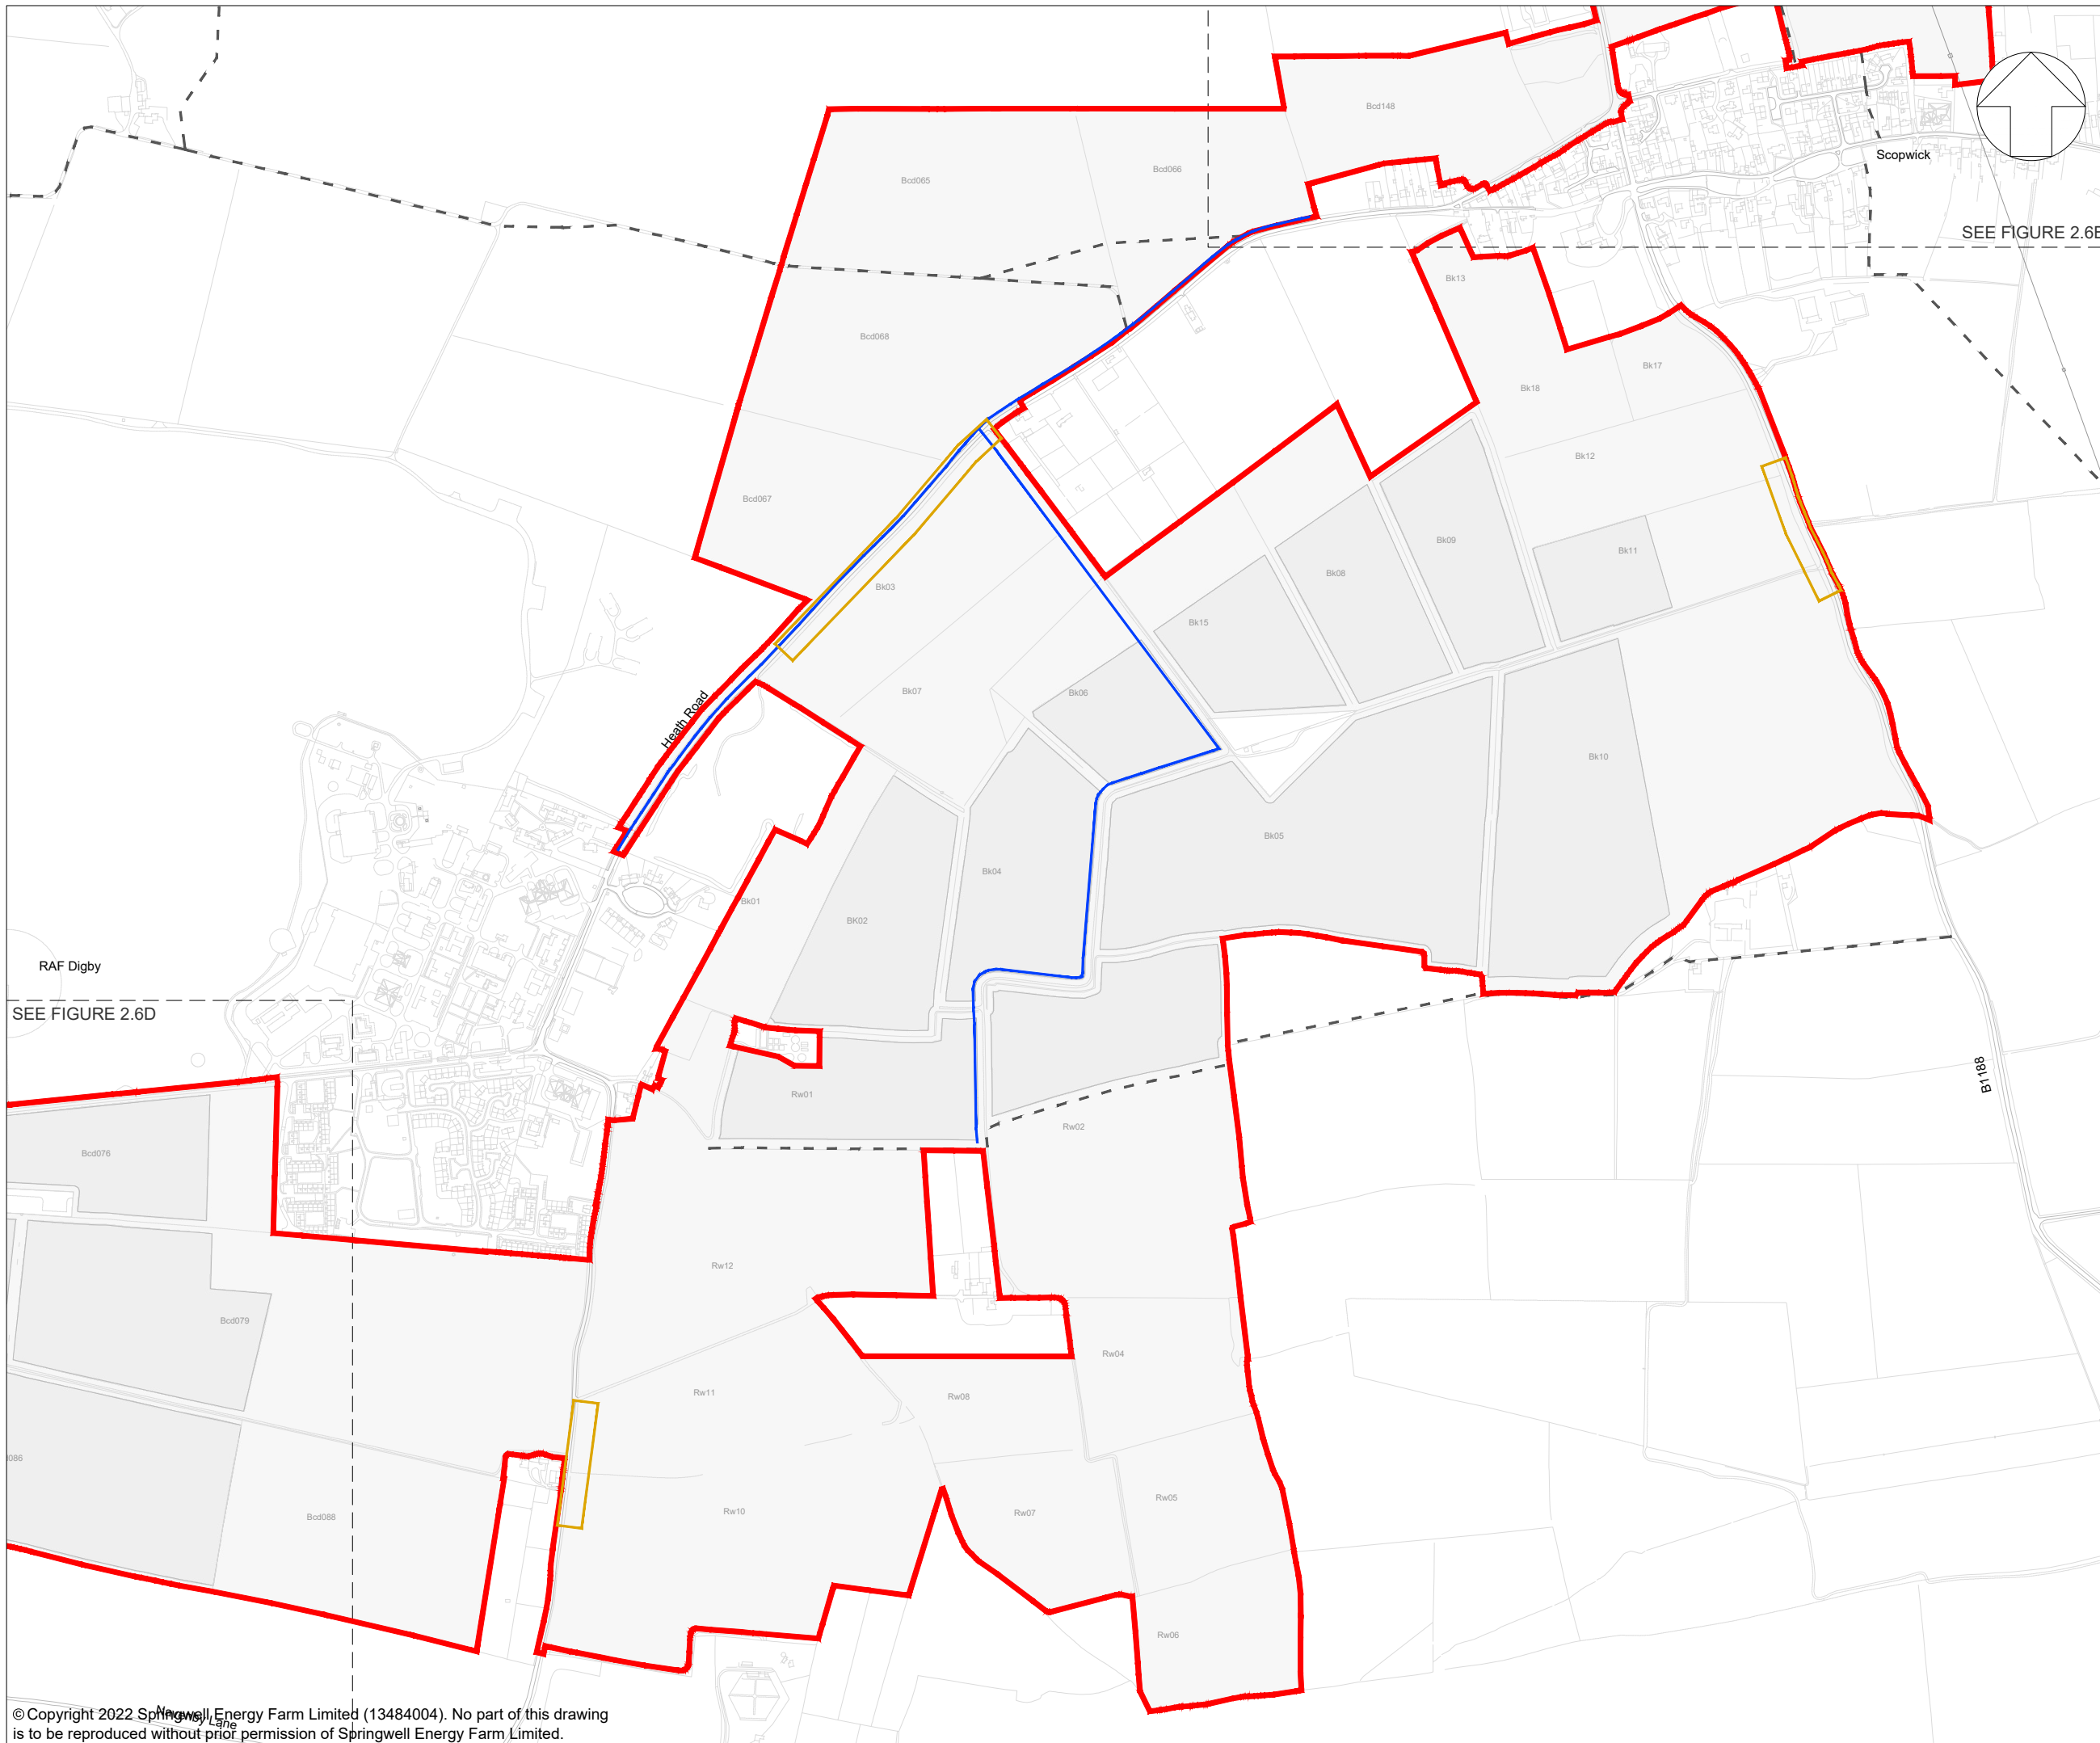 Bcd148
Scopwick
Bcd066
Bcd065
SEE FIGURE 2.6E
Bk13
Bcd068
Bk17
Bk18
Bk12
Bcd067
Bk09
Bk11
Bk08
Bk03
Bk15
Bk07
Bk06
Heath Road
Bk10
Bk05
Bk04
Bk01
BK02
RAF Digby
SEE FIGURE 2.6D
B1188
Rw01
Rw02
Bcd076
Rw12
Bcd079
Rw04
Rw11
Rw08
Rw05
Rw10
Rw07
Bcd088
Rw06
Navenby Lane
© Copyright 2022 Springwell Energy Farm Limited (13484004). No part of this drawing
is to be reproduced without prior permission of Springwell Energy Farm Limited.